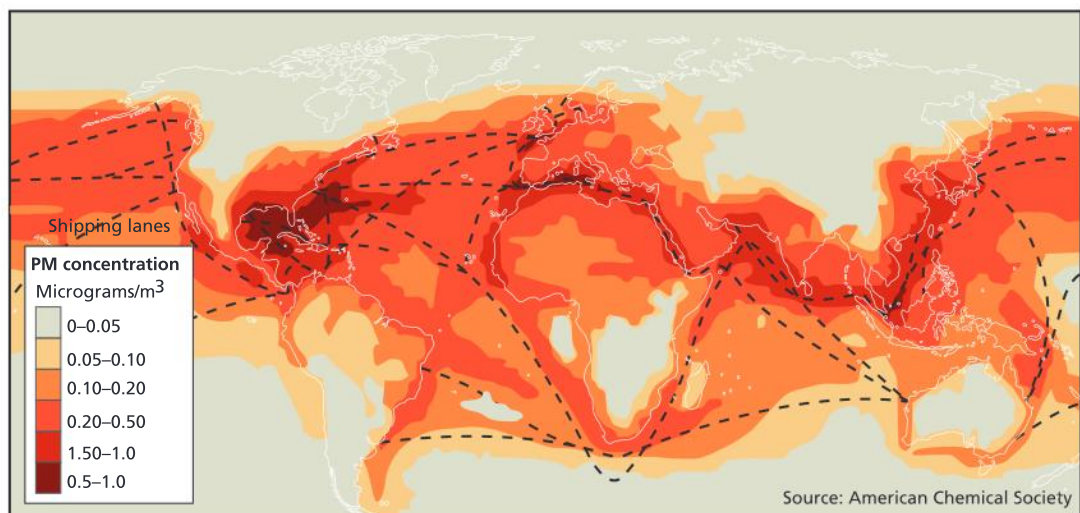 Shipping lanes
PM concentration
Micrograms/m³
0–0.05
0.05–0.10
0.10–0.20
0.20–0.50
1.50–1.0
0.5–1.0
Source: American Chemical Society